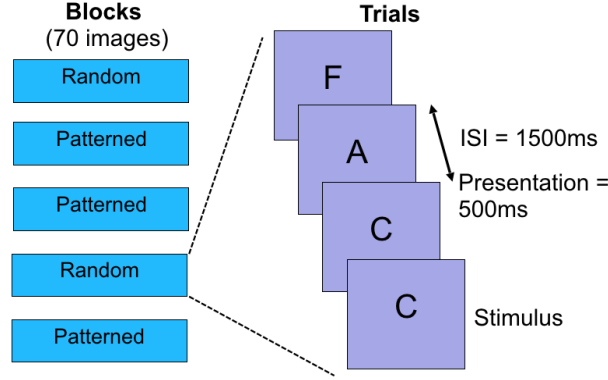 Blocks
(70 images)
Random
Patterned
Patterned
Random
Patterned
Trials
F
A
C
C
ISI = 1500ms
Presentation =
500ms
Stimulus